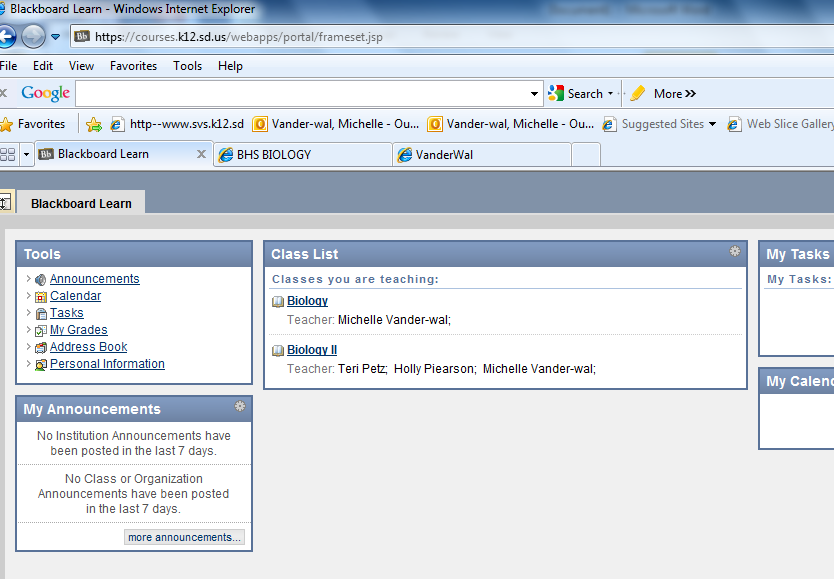 Blackboard Learn - Windows Internet Explorer
https://courses.k12.sd.us/webapps/portal/frameset.jsp
File Edit View Favorites Tools Help
x Google Search More »
Favorites http--www.svs.k12.sd Vander-wal, Michelle - Ou... Vander-wal, Michelle - Ou... Suggested Sites Web Slice Gallery
Bb Blackboard Learn x BHS BIOLOGY VanderWal
Blackboard Learn
Tools
Announcements
Calendar
Tasks
My Grades
Address Book
Personal Information
My Announcements
No Institution Announcements have
been posted in the last 7 days.
No Class or Organization
Announcements have been posted
in the last 7 days.
more announcements...
Class List
Classes you are teaching:
Biology
Teacher: Michelle Vander-wal;
Biology II
Teacher: Teri Petz; Holly Piearson; Michelle Vander-wal;
My Tasks
My Tasks:
My Calen